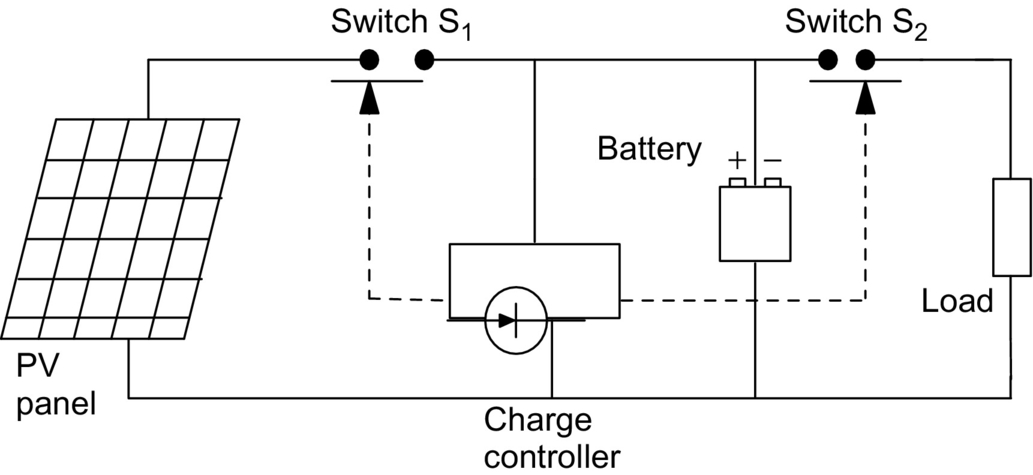 Switch S1
Switch S2
Battery
+ −
Load
PV
panel
Charge
controller